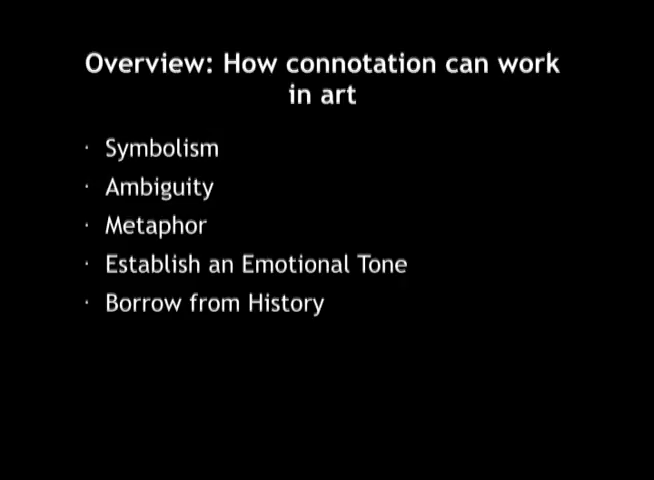 Overview: How connotation can work
in art
· Symbolism
· Ambiguity
· Metaphor
· Establish an Emotional Tone
· Borrow from History